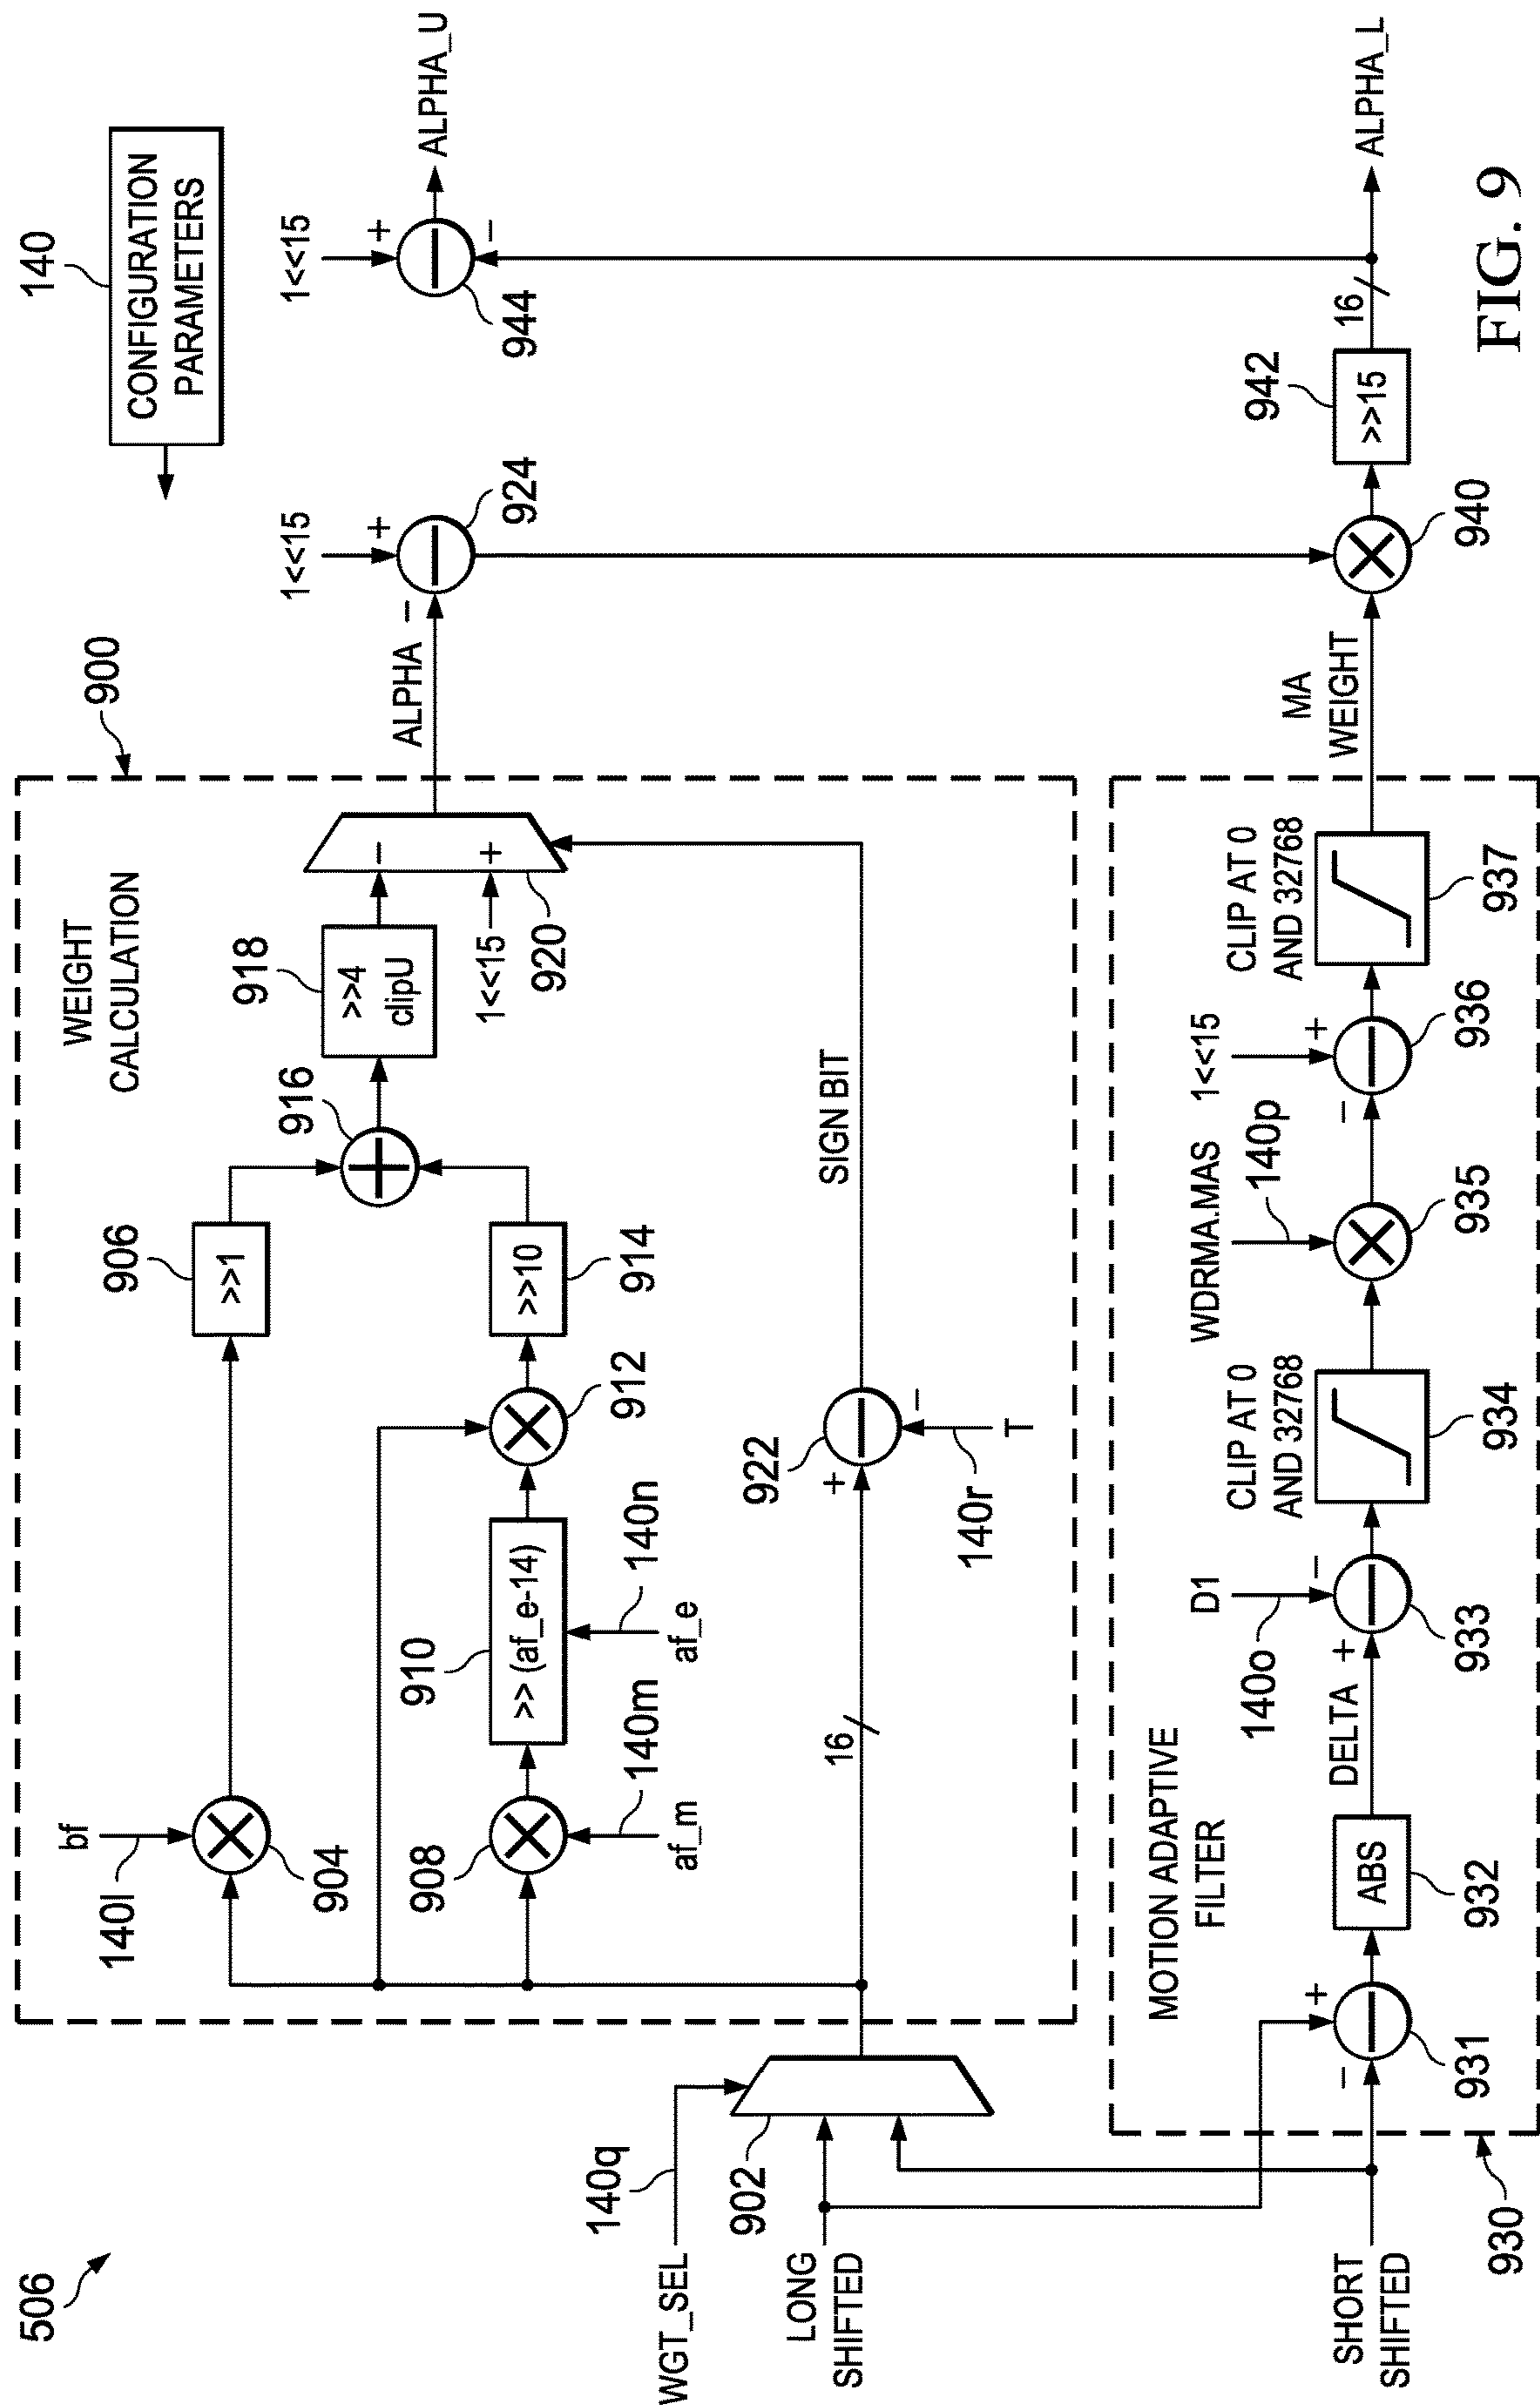 506
140
CONFIGURATION
PARAMETERS
900
WEIGHT
CALCULATION
bf
140l
904
>>1
906
908
af_m
140m
>> (af_e-14)
910
af_e
140n
912
>>10
914
916
>>4
clipU
918
1<<15
−
+
920
ALPHA
−
1<<15
+
924
1<<15
+
−
944
ALPHA_U
16
+
922
−
140r
T
SIGN BIT
WGT_SEL
140q
902
LONG
SHIFTED
SHORT
SHIFTED
930
MOTION ADAPTIVE
FILTER
+
−
931
ABS
932
DELTA
+
D1
140o
−
933
CLIP AT 0
AND 32768
934
WDRMA.MAS
140p
935
1<<15
+
−
936
CLIP AT 0
AND 32768
937
MA
WEIGHT
940
>>15
942
16
ALPHA_L
FIG. 9